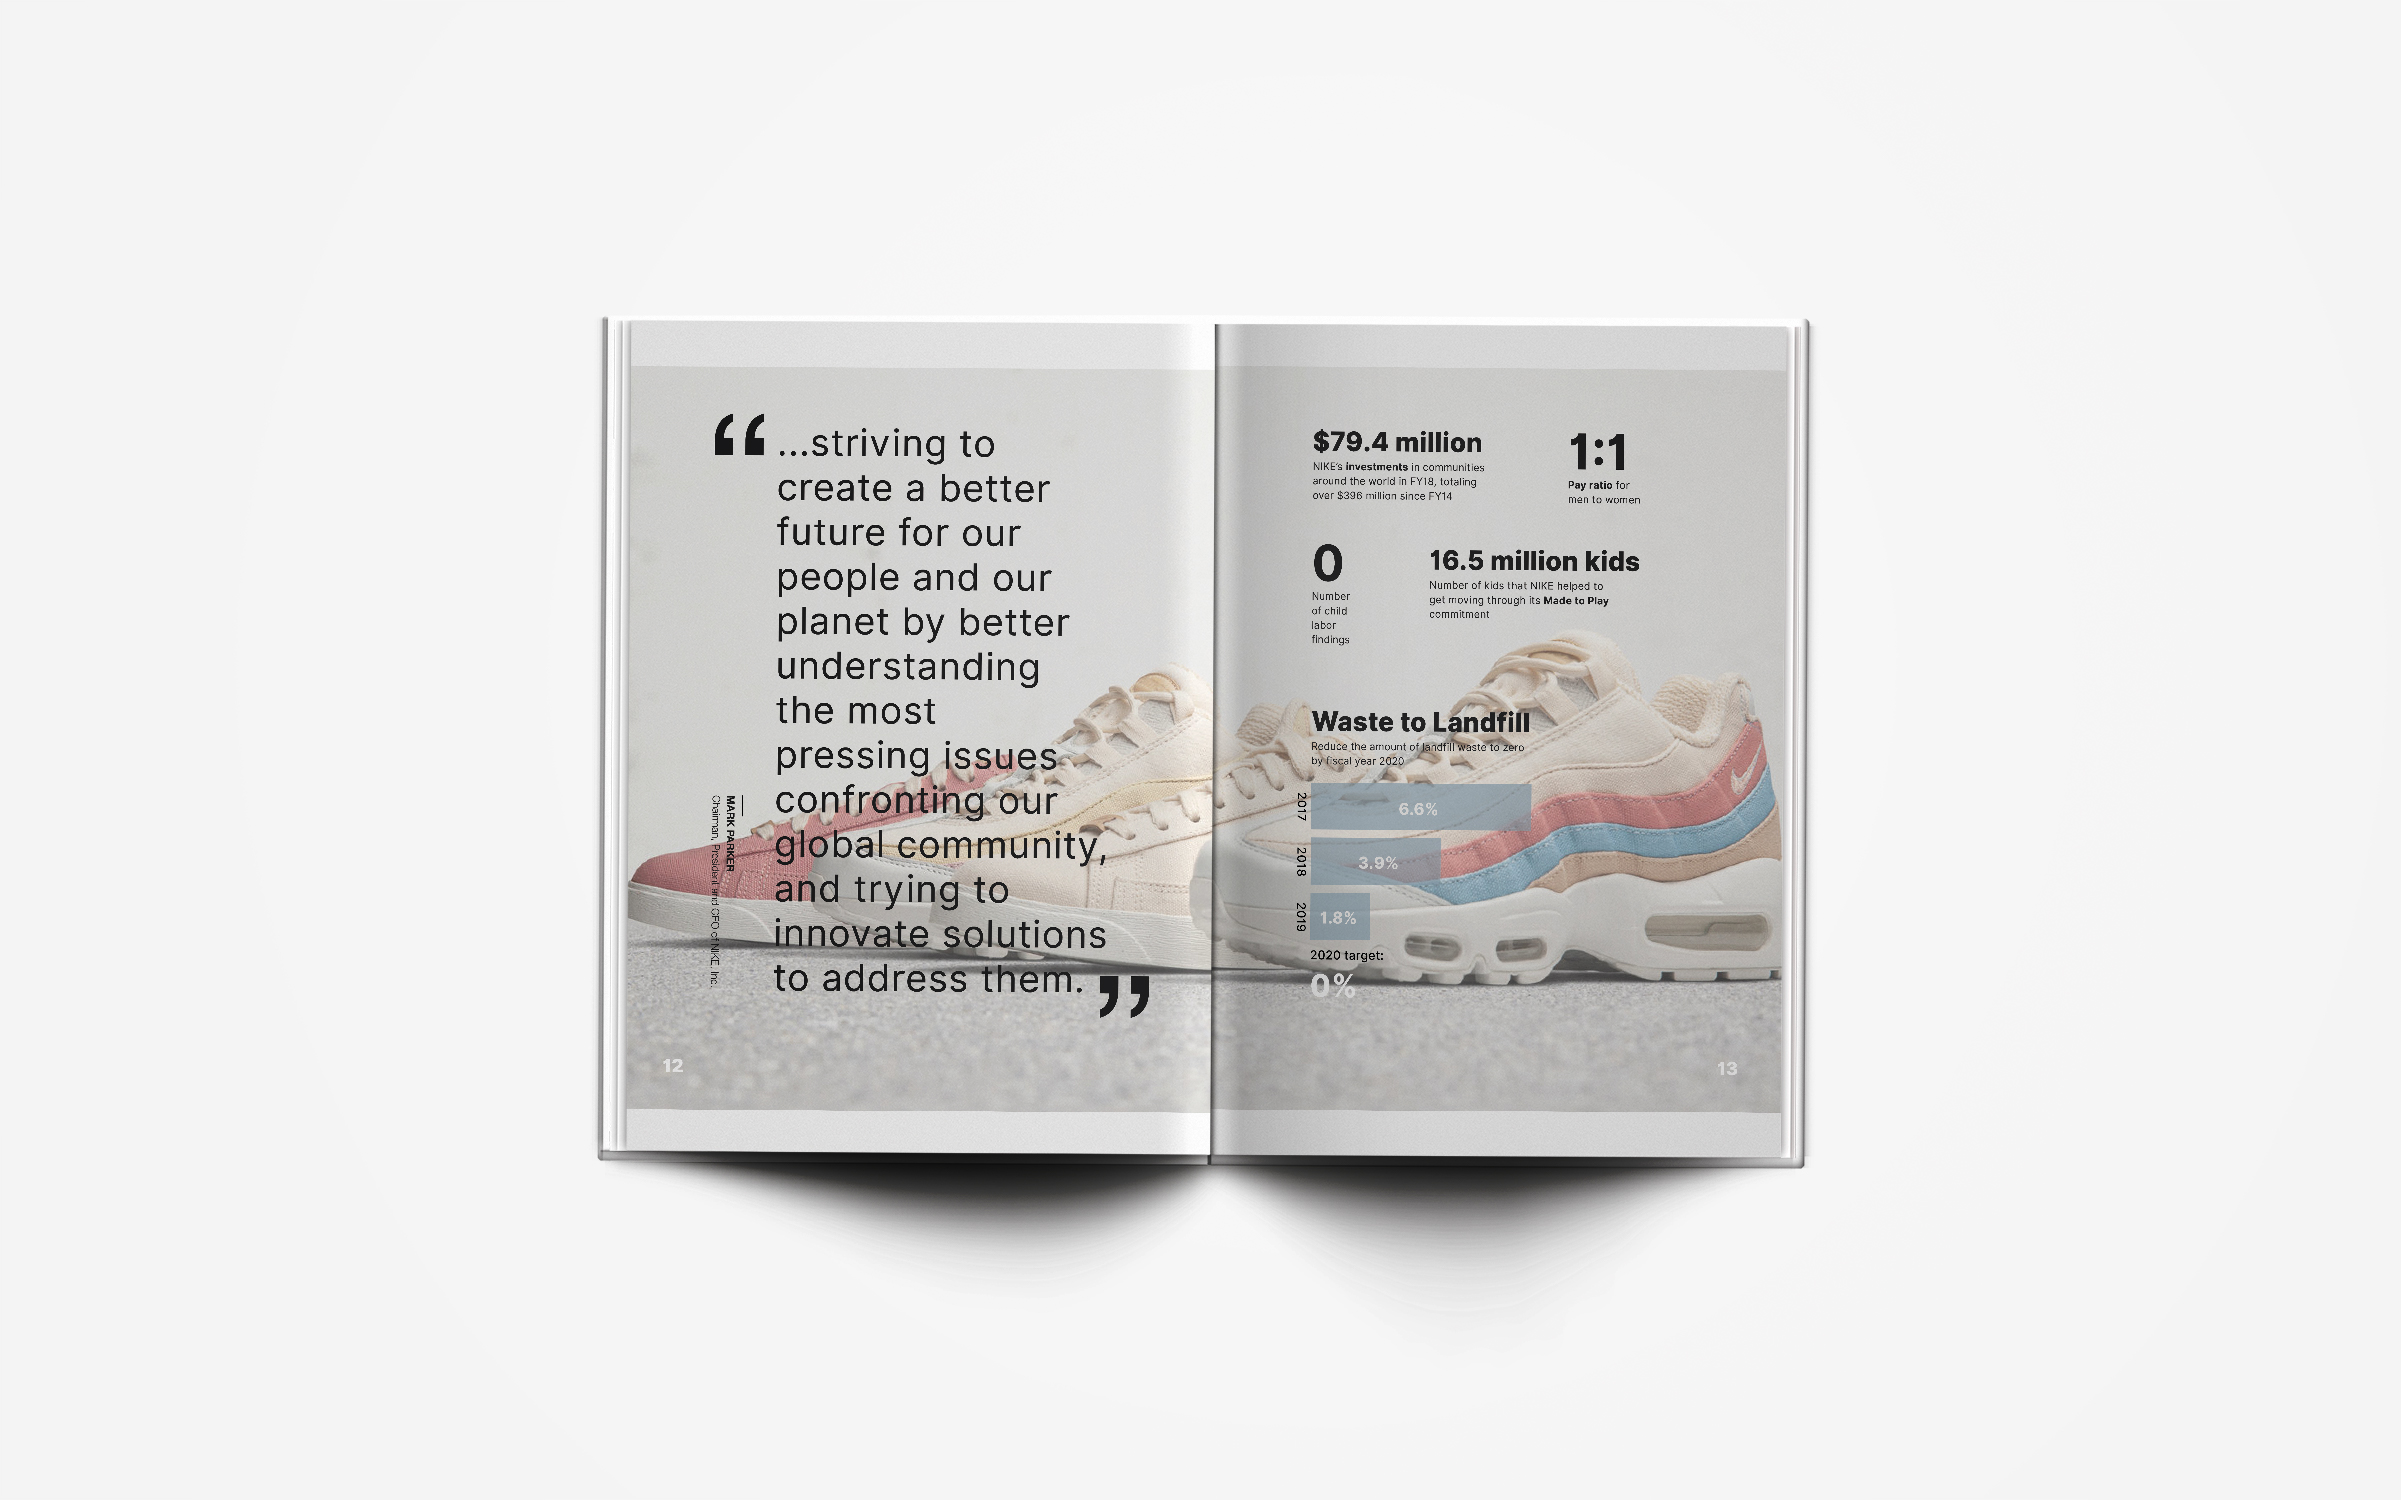 “ ...striving to
create a better
future for our
people and our
planet by better
understanding
the most
pressing issues
confronting our
global community,
and trying to
innovate solutions
to address them. ”
MARK PARKER
Chairman, President and CEO of NIKE, Inc.
12
$79.4 million
NIKE's investments in communities
around the world in FY18, totaling
over $396 million since FY14
1:1
Pay ratio for
men to women
0
Number
of child
labor
findings
16.5 million kids
Number of kids that NIKE helped to
get moving through its Made to Play
commitment
Waste to Landfill
Reduce the amount of landfill waste to zero
by fiscal year 2020
2017
6.6%
2018
3.9%
2019
1.8%
2020 target:
0%
13